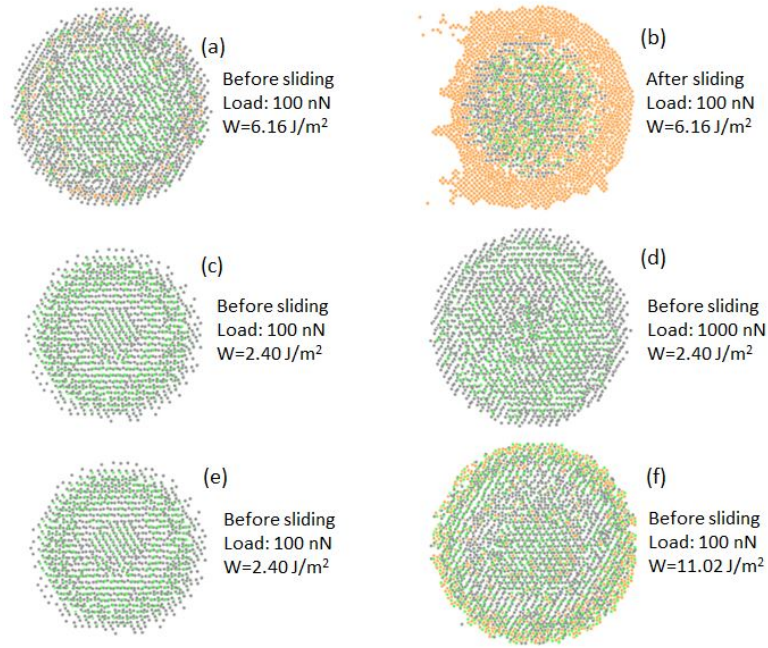 (a)
Before sliding
Load: 100 nN
W=6.16 J/m²
(b)
After sliding
Load: 100 nN
W=6.16 J/m²
(c)
Before sliding
Load: 100 nN
W=2.40 J/m²
(d)
Before sliding
Load: 1000 nN
W=2.40 J/m²
(e)
Before sliding
Load: 100 nN
W=2.40 J/m²
(f)
Before sliding
Load: 100 nN
W=11.02 J/m²